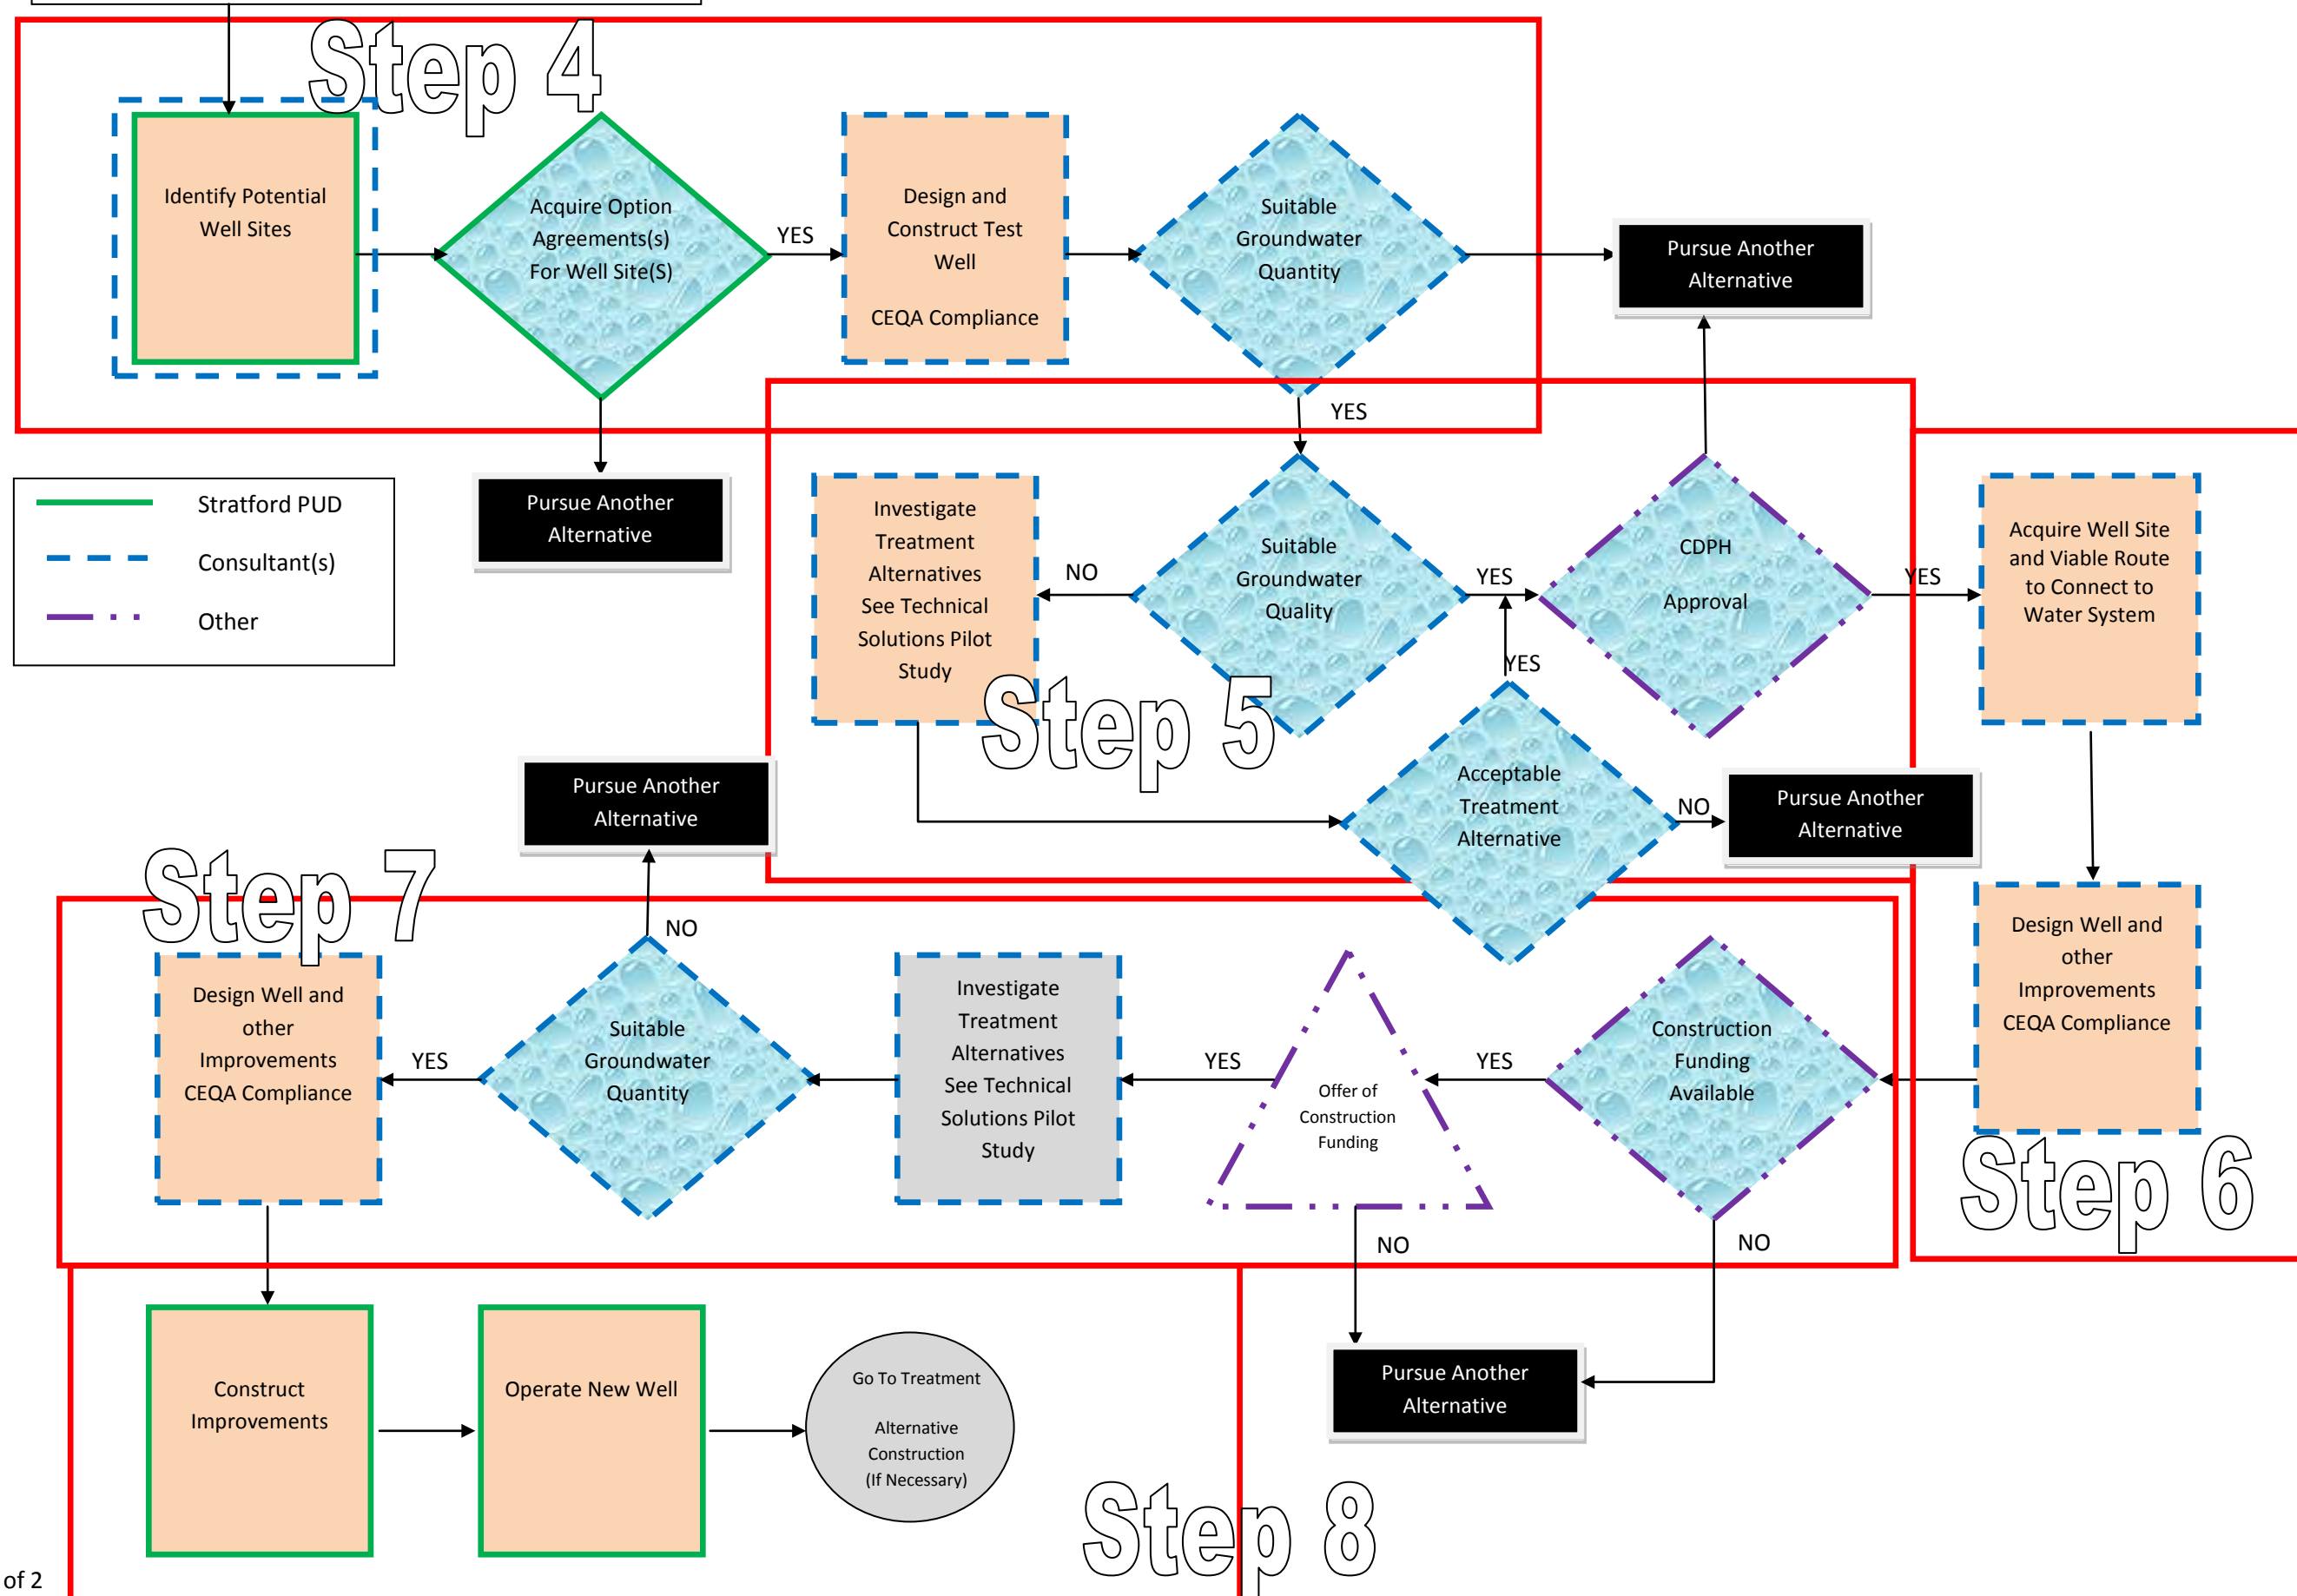 Step 4
Identify Potential
Well Sites
Acquire Option
Agreements(s)
For Well Site(S)
YES
Design and
Construct Test
Well
CEQA Compliance
Suitable
Groundwater
Quantity
Pursue Another
Alternative
YES
Pursue Another
Alternative
Stratford PUD
Consultant(s)
Other
Investigate
Treatment
Alternatives
See Technical
Solutions Pilot
Study
NO
Suitable
Groundwater
Quality
YES
CDPH
Approval
YES
Acquire Well Site
and Viable Route
to Connect to
Water System
Step 5
YES
Acceptable
Treatment
Alternative
NO
Pursue Another
Alternative
Pursue Another
Alternative
Step 7
NO
Design Well and
other
Improvements
CEQA Compliance
YES
Suitable
Groundwater
Quantity
Investigate
Treatment
Alternatives
See Technical
Solutions Pilot
Study
YES
Offer of
Construction
Funding
YES
Construction
Funding
Available
Design Well and
other
Improvements
CEQA Compliance
Step 6
NO
NO
Construct
Improvements
Operate New Well
Go To Treatment
Alternative
Construction
(If Necessary)
Pursue Another
Alternative
Step 8
of 2